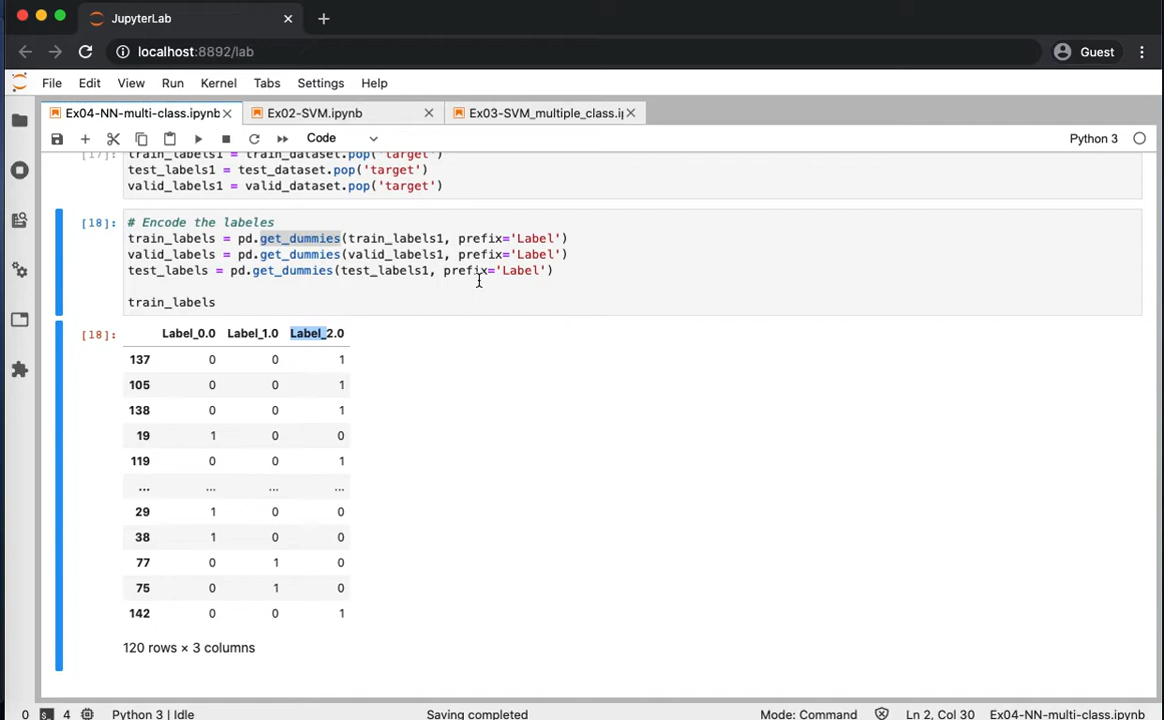 JupyterLab
localhost:8892/lab
Guest
File Edit View Run Kernel Tabs Settings Help
Ex04-NN-multi-class.ipynb Ex02-SVM.ipynb Ex03-SVM_multiple_class.i
Code
Python 3
[17]: train_labels1 = train_dataset.pop('target')
test_labels1 = test_dataset.pop('target')
valid_labels1 = valid_dataset.pop('target')
[18]: # Encode the labeles
train_labels = pd.get_dummies(train_labels1, prefix='Label')
valid_labels = pd.get_dummies(valid_labels1, prefix='Label')
test_labels = pd.get_dummies(test_labels1, prefix='Label')
train_labels
[18]: Label_0.0 Label_1.0 Label_2.0
137 0 0 1
105 0 0 1
138 0 0 1
19 1 0 0
119 0 0 1
... ... ... ...
29 1 0 0
38 1 0 0
77 0 1 0
75 0 1 0
142 0 0 1
120 rows × 3 columns
0 4 Python 3 | Idle Saving completed Mode: Command Ln 2, Col 30 Ex04-NN-multi-class.ipynb